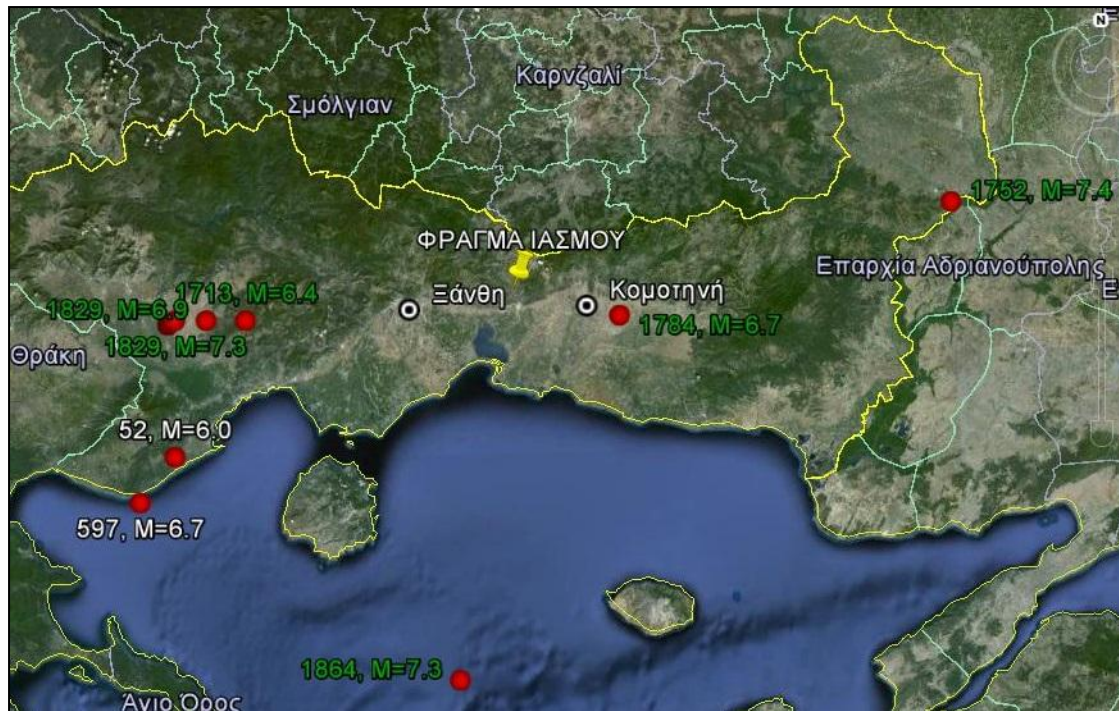 N
Καρντζαλί
Σμόλγιαν
1752, M=7.4
ΦΡΑΓΜΑ ΙΑΣΜΟΥ
Επαρχία Αδριανούπολης
Ξάνθη
Κομοτηνή
1713, M=6.4
1829, M=6.9
1784, M=6.7
1829, M=7.3
Θράκη
52, M=6.0
597, M=6.7
1864, M=7.3
Άγιο Όρος